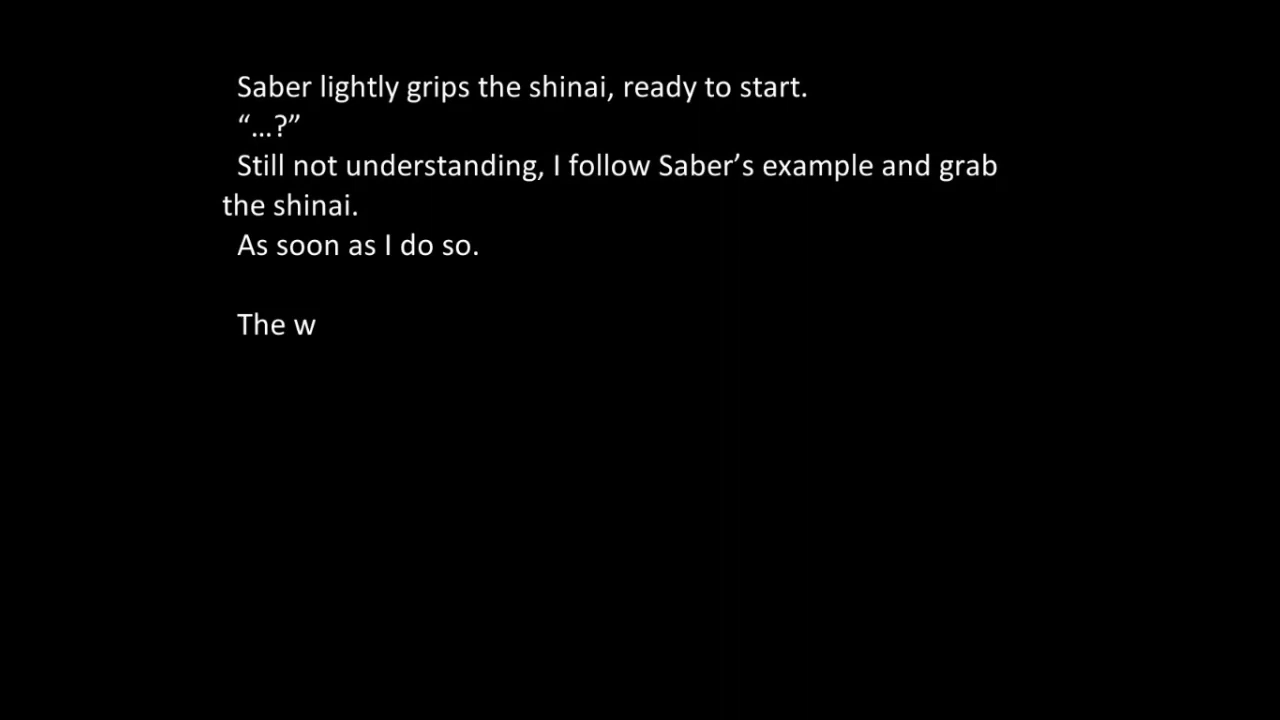 Saber lightly grips the shinai, ready to start.
“…?”
Still not understanding, I follow Saber’s example and grab
the shinai.
As soon as I do so.
The w